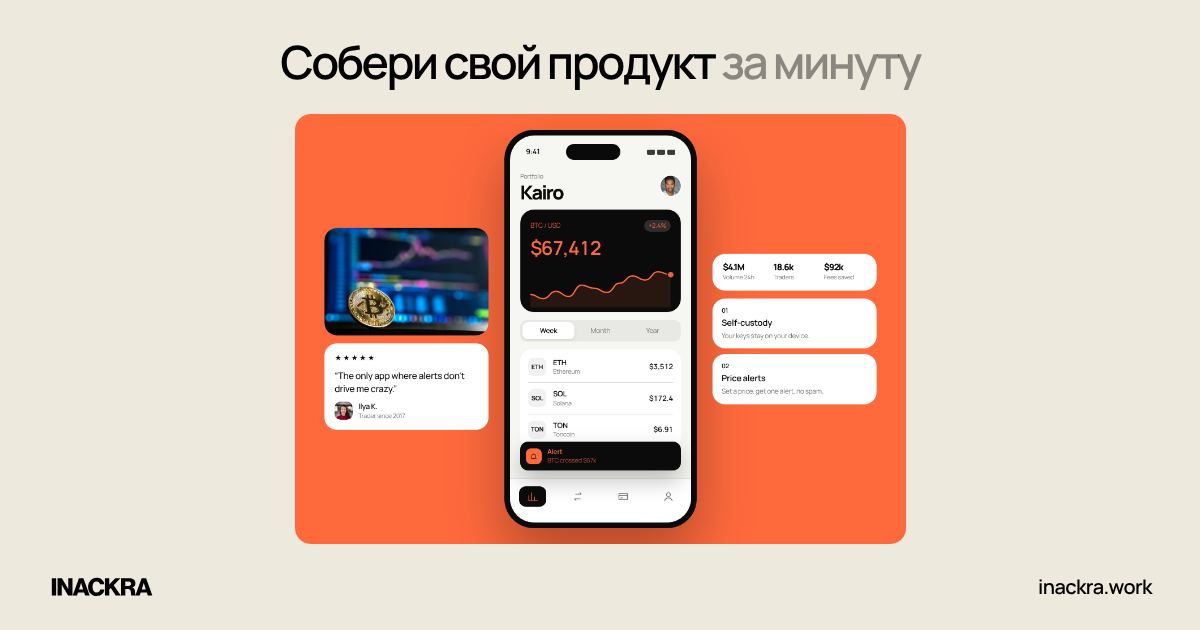 Собери свой продукт за минуту
★★★★★
“The only app where alerts don't
drive me crazy.”
Ilya K.
Trader since 2017
9:41
Portfolio
Kairo
BTC / USD
+2.4%
$67,412
Week
Month
Year
ETH
ETH
Ethereum
$3,512
SOL
SOL
Solana
$172.4
TON
TON
Toncoin
$6.91
Alert
BTC crossed $67k
$4.1M
Volume 24h
18.6k
Traders
$92k
Fees saved
01
Self-custody
Your keys stay on your device.
02
Price alerts
Set a price, get one alert, no spam.
INACKRA
inackra.work